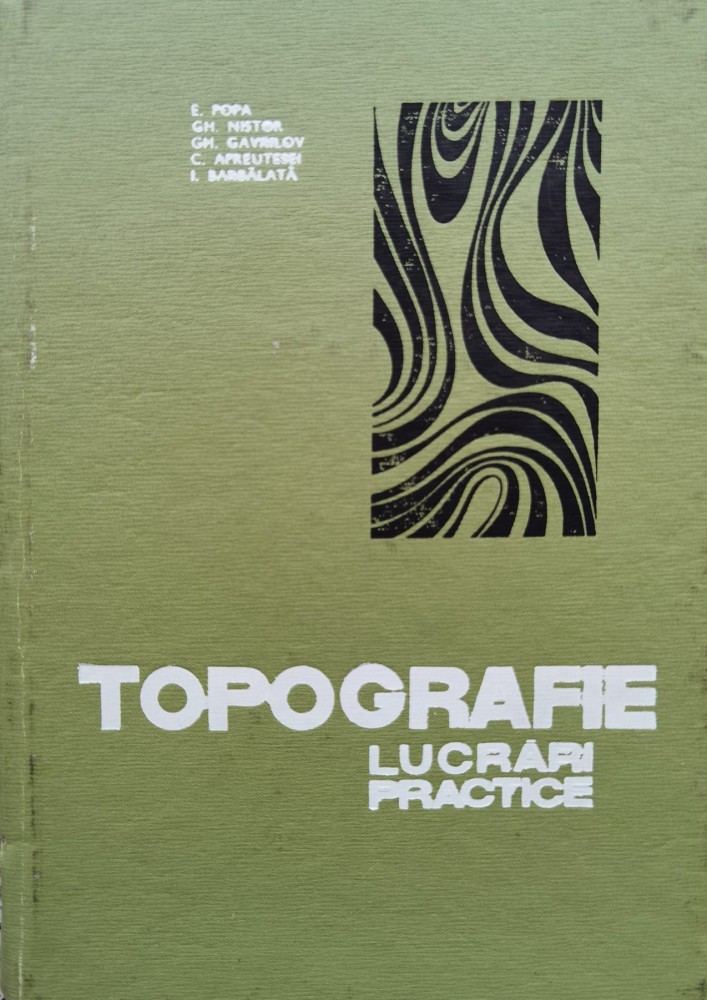 E. POPA
GH. NISTOR
GH. GAVRILOV
C. APREUTESEI
I. BARBĂLATĂ
TOPOGRAFIE
LUCRĂRI
PRACTICE